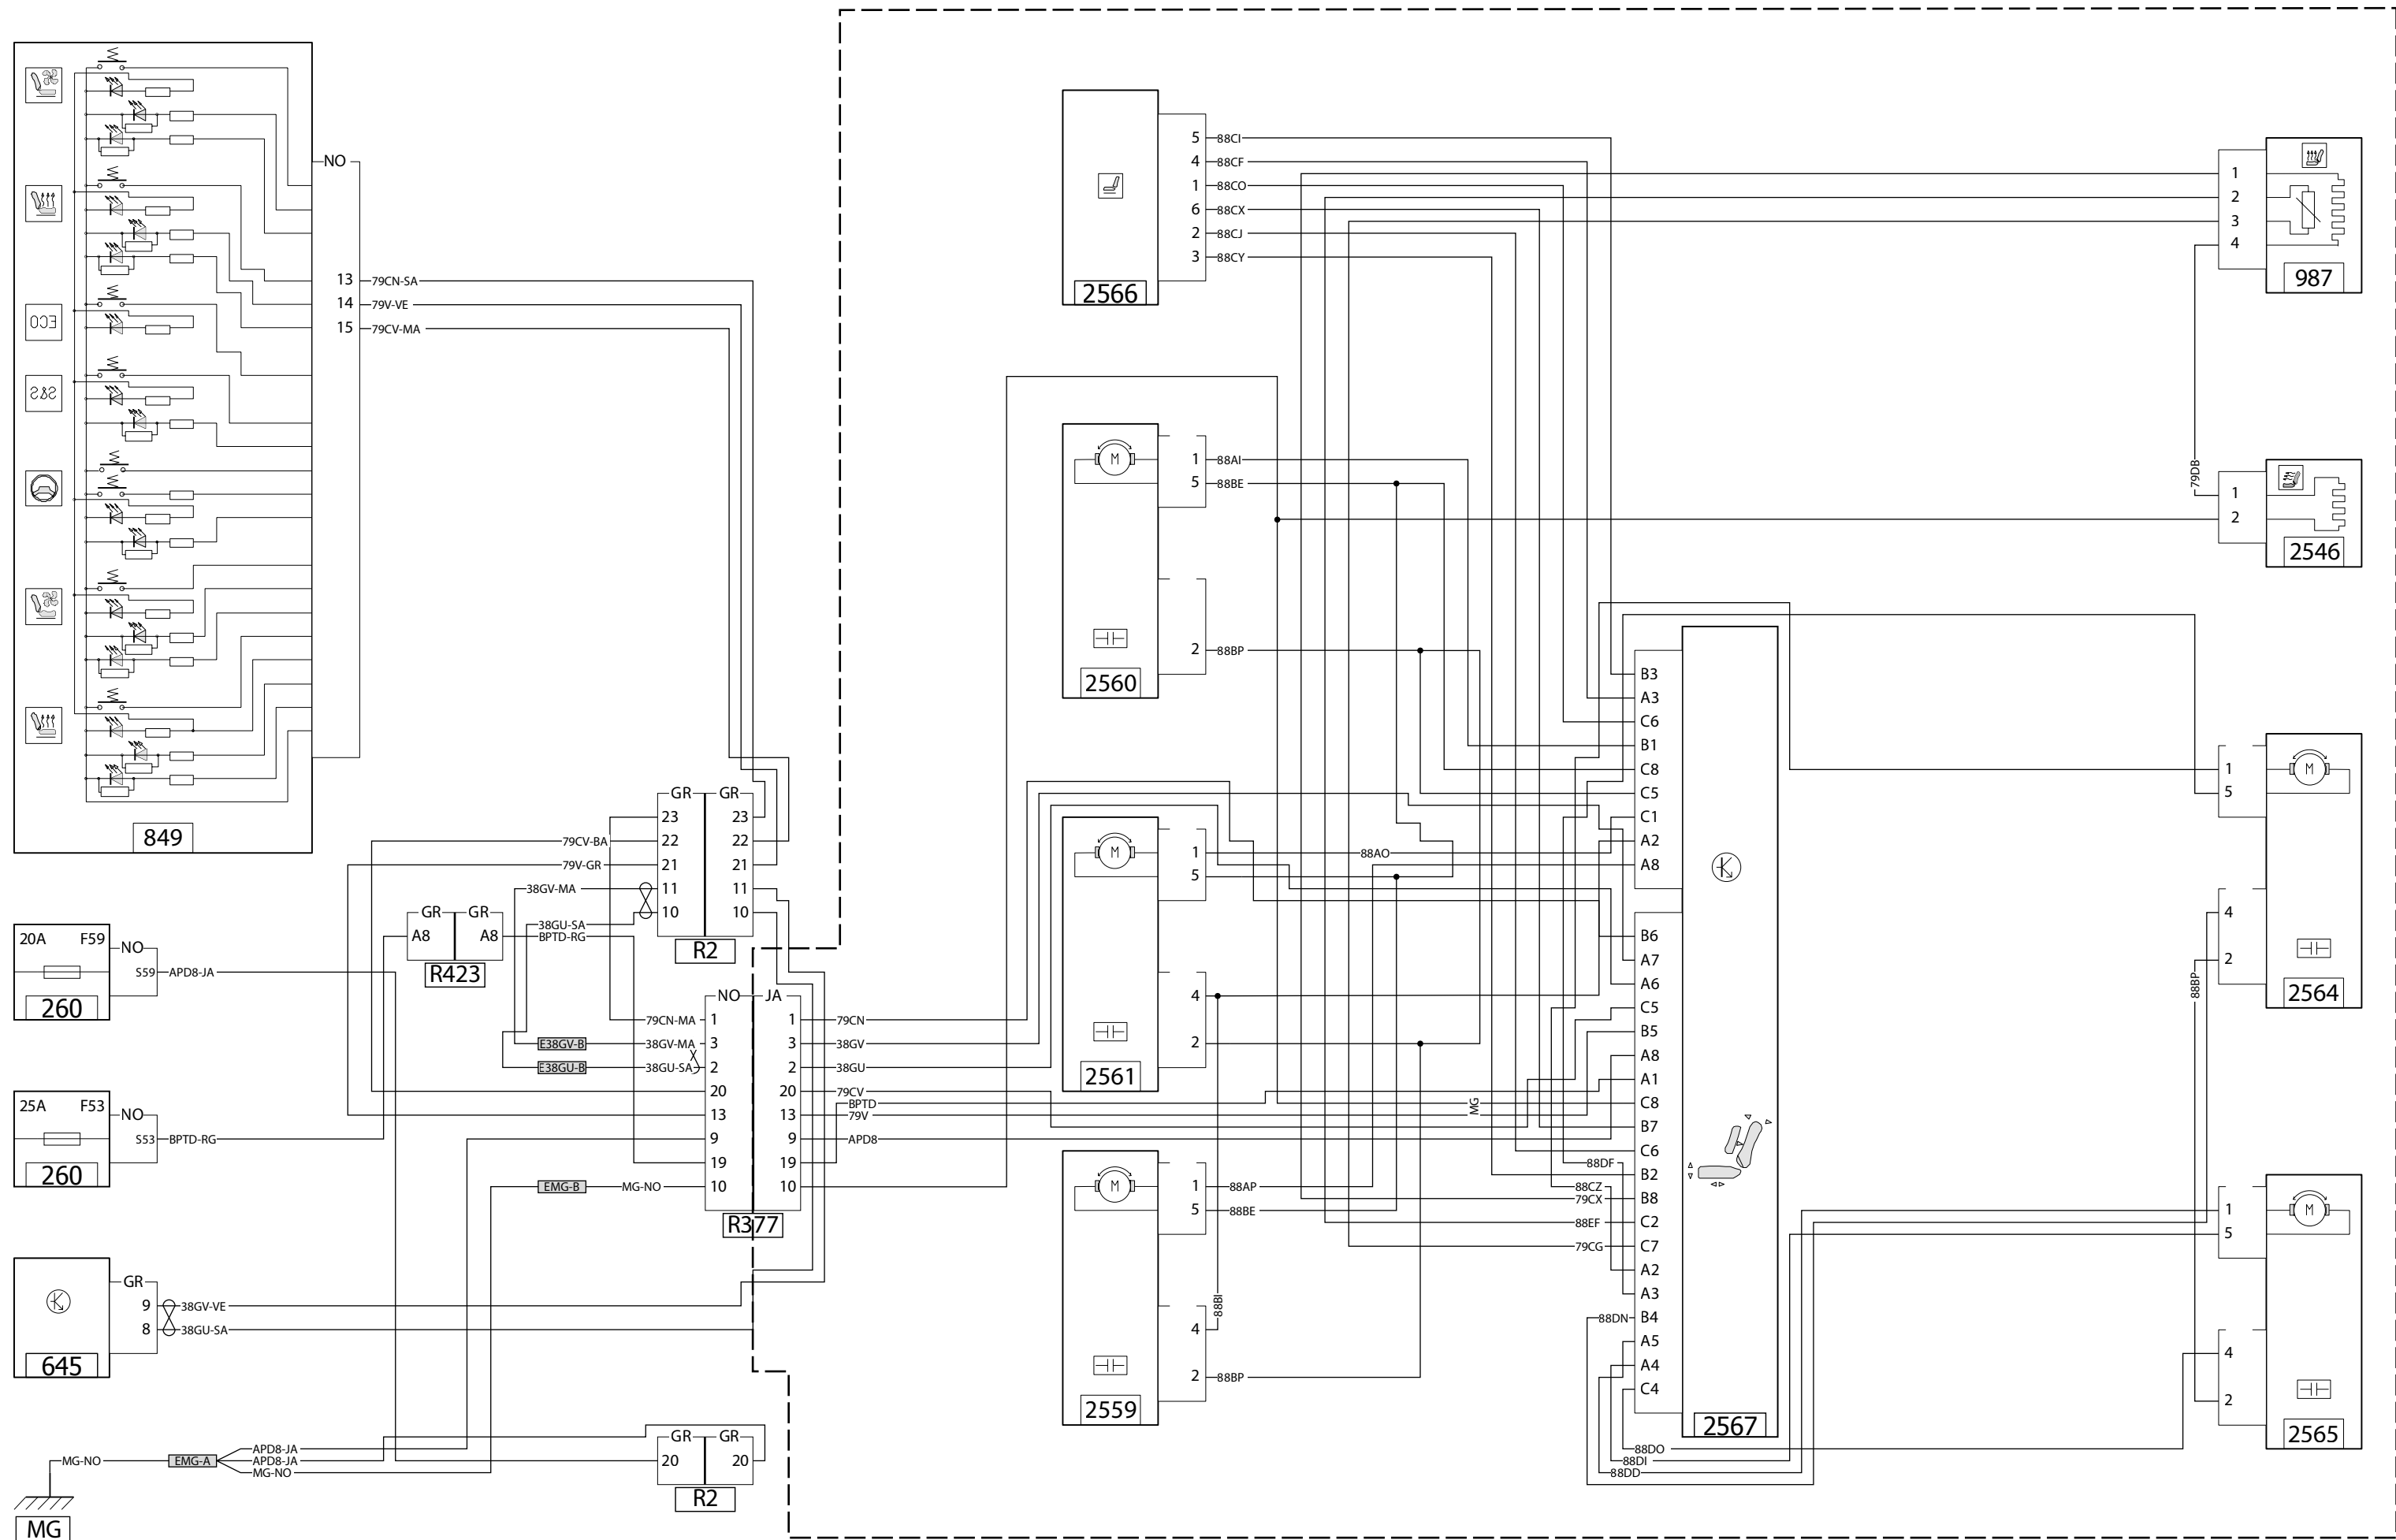 849
NO
13 79CN-SA
14 79V-VE
15 79CV-MA
ECO
S&S
20A F59
NO
S59 APD8-JA
260
25A F53
NO
S53 BPTD-RG
260
GR
9 38GV-VE
8 38GU-SA
645
MG-NO
EMG-A
APD8-JA
APD8-JA
MG-NO
MG
GR GR
A8 A8
R423
GR GR
23 23
79CV-BA 22 22
79V-GR 21 21
38GV-MA 11 11
38GU-SA 10 10
BPTD-RG
R2
NO JA
79CN-MA 1 1 79CN
E38GV-B 38GV-MA 3 3 38GV
E38GU-B 38GU-SA 2 2 38GU
20 20 79CV
BPTD
13 13 79V
9 9 APD8
19 19
EMG-B MG-NO 10 10
R377
GR GR
20 20
R2
5 88CI
4 88CF
1 88CO
6 88CX
2 88CJ
3 88CY
2566
M
1 88AI
5 88BE
2 88BP
2560
M
1 88AO
5
4
2
2561
M
1 88AP
5 88BE
88BI
4
2 88BP
2559
MG
B3
A3
C6
B1
C8
C5
C1
A2
A8
B6
A7
A6
C5
B5
A8
A1
C8
B7
C6
88DF
B2
88CZ
79CX B8
88EF C2
79CG C7
A2
A3
88DN B4
A5
A4
C4
2567
88DO
88DI
88DD
1
2
3
4
987
79DB
1
2
2546
1
M
5
4
2
88BP
2564
1
M
5
4
2
2565